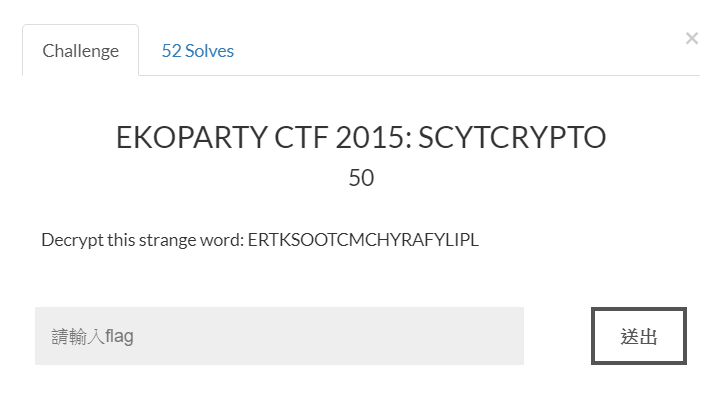 Challenge 52 Solves ×
EKOPARTY CTF 2015: SCYTCRYPTO
50
Decrypt this strange word: ERTKSOOTCMCHYRAFYLIPL
請輸入flag 送出